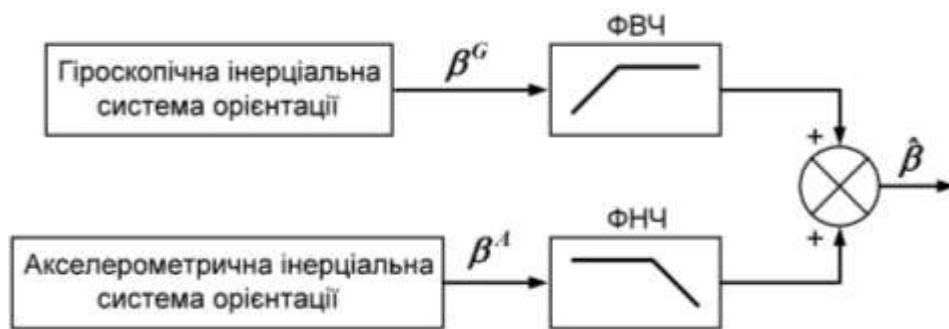 ФВЧ
Гіроскопічна інерціальна
система орієнтації
β^G
+
β̂
ФНЧ
+
Акселерометрична інерціальна
система орієнтації
β^A